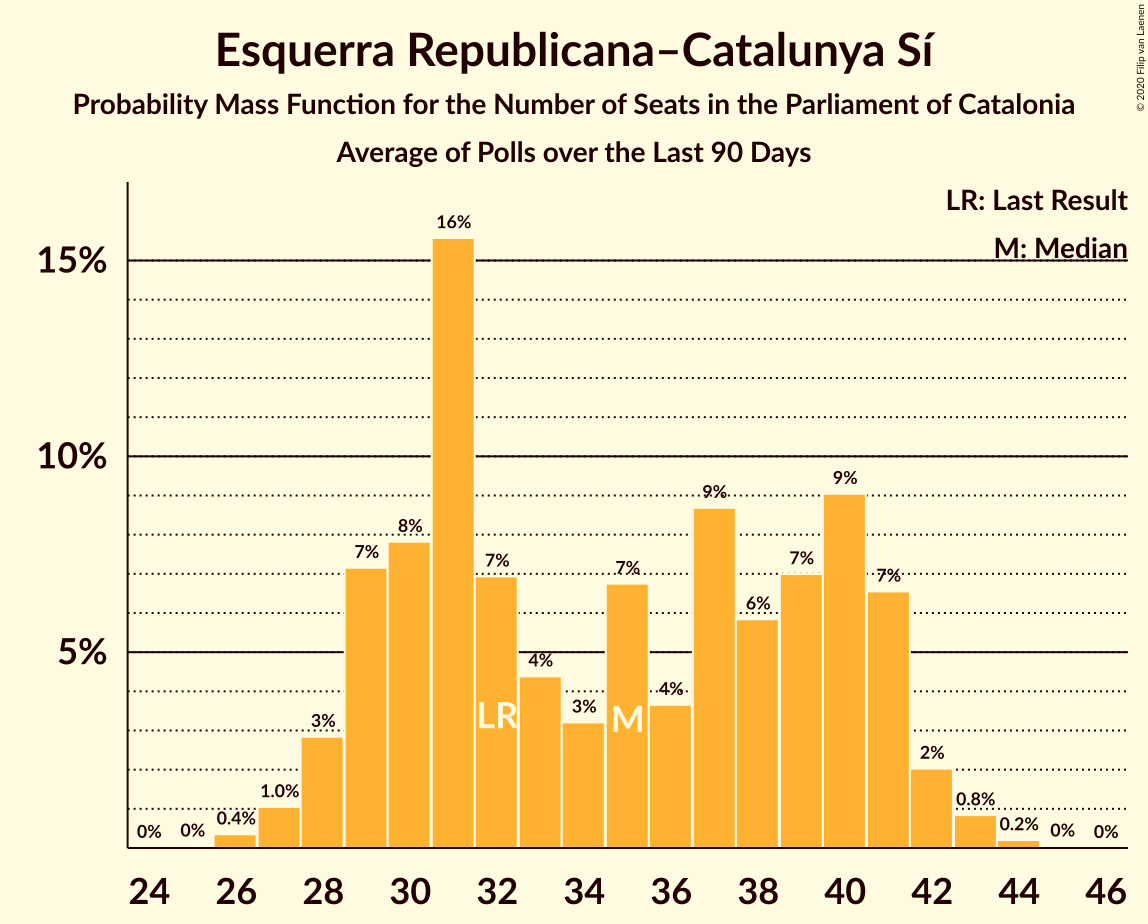 Esquerra Republicana–Catalunya Sí
Probability Mass Function for the Number of Seats in the Parliament of Catalonia
Average of Polls over the Last 90 Days
© 2020 Filip van Laenen
LR: Last Result
M: Median
15%
10%
5%
0%
0%
0.4%
1.0%
3%
7%
8%
16%
7%
4%
3%
7%
4%
9%
6%
7%
9%
7%
2%
0.8%
0.2%
0%
0%
LR
M
24 26 28 30 32 34 36 38 40 42 44 46